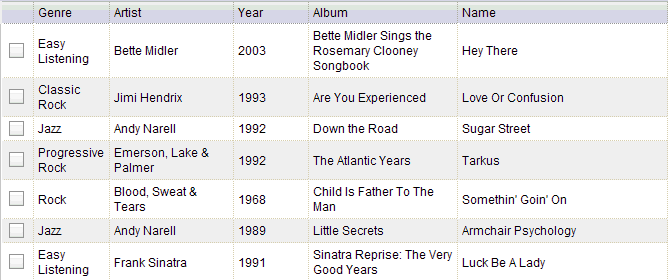 Genre Artist Year Album Name
Easy Listening Bette Midler 2003 Bette Midler Sings the Rosemary Clooney Songbook Hey There
Classic Rock Jimi Hendrix 1993 Are You Experienced Love Or Confusion
Jazz Andy Narell 1992 Down the Road Sugar Street
Progressive Rock Emerson, Lake & Palmer 1992 The Atlantic Years Tarkus
Rock Blood, Sweat & Tears 1968 Child Is Father To The Man Somethin' Goin' On
Jazz Andy Narell 1989 Little Secrets Armchair Psychology
Easy Listening Frank Sinatra 1991 Sinatra Reprise: The Very Good Years Luck Be A Lady